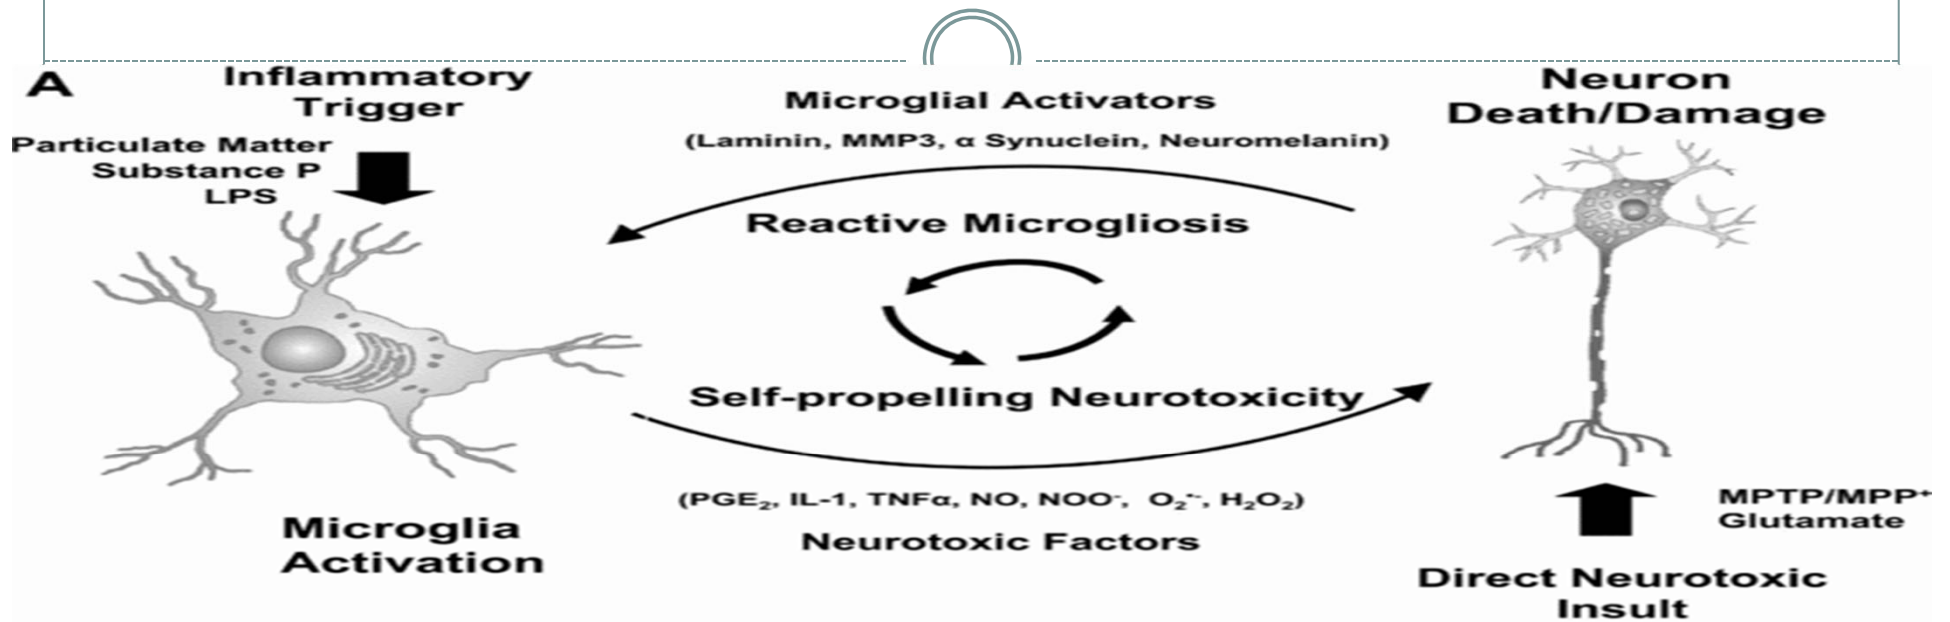 A
Inflammatory
Trigger
Particulate Matter
Substance P
LPS
Microglial Activators
(Laminin, MMP3, α Synuclein, Neuromelanin)
Neuron
Death/Damage
Reactive Microgliosis
Self-propelling Neurotoxicity
(PGE₂, IL-1, TNFα, NO, NOO⁻, O₂•⁻, H₂O₂)
Neurotoxic Factors
Microglia
Activation
MPTP/MPP⁺
Glutamate
Direct Neurotoxic
Insult